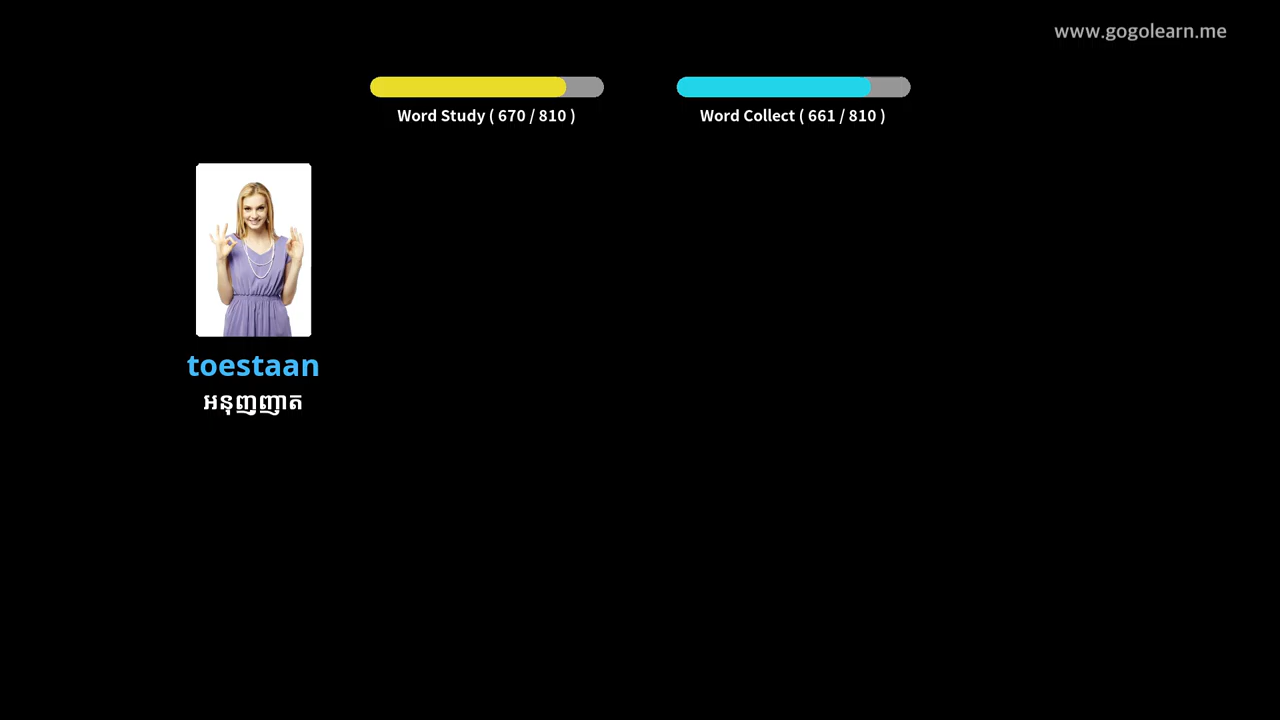 www.gogolearn.me
Word Study ( 670 / 810 )
Word Collect ( 661 / 810 )
toestaan
អនុញ្ញាត